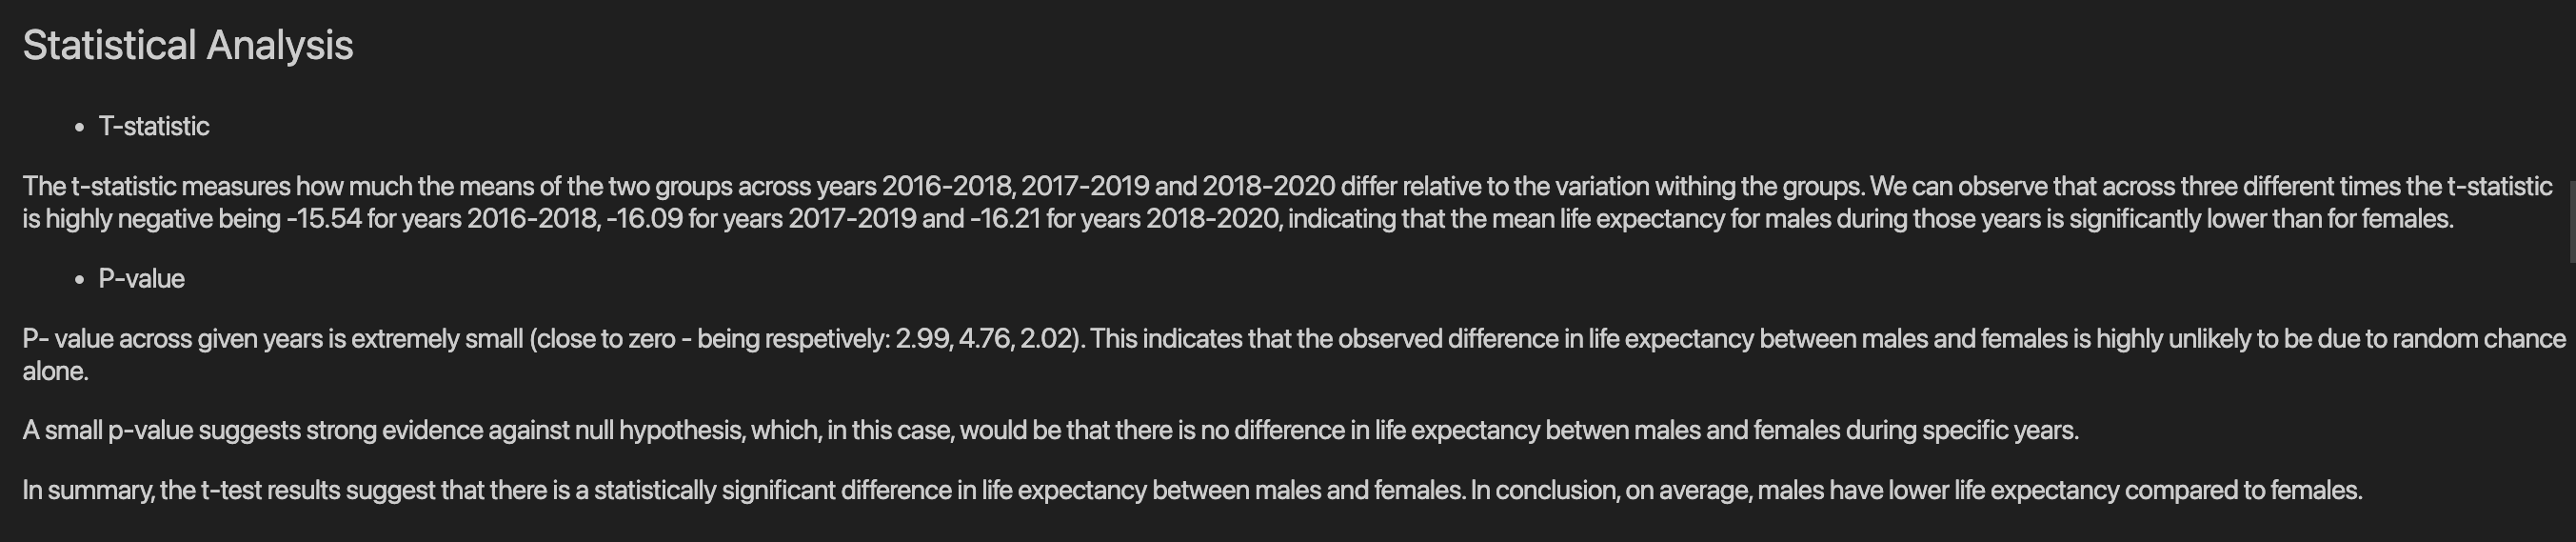 Statistical Analysis
• T-statistic
The t-statistic measures how much the means of the two groups across years 2016-2018, 2017-2019 and 2018-2020 differ relative to the variation withing the groups. We can observe that across three different times the t-statistic
is highly negative being -15.54 for years 2016-2018, -16.09 for years 2017-2019 and -16.21 for years 2018-2020, indicating that the mean life expectancy for males during those years is significantly lower than for females.
• P-value
P- value across given years is extremely small (close to zero - being respetively: 2.99, 4.76, 2.02). This indicates that the observed difference in life expectancy between males and females is highly unlikely to be due to random chance
alone.
A small p-value suggests strong evidence against null hypothesis, which, in this case, would be that there is no difference in life expectancy betwen males and females during specific years.
In summary, the t-test results suggest that there is a statistically significant difference in life expectancy between males and females. In conclusion, on average, males have lower life expectancy compared to females.